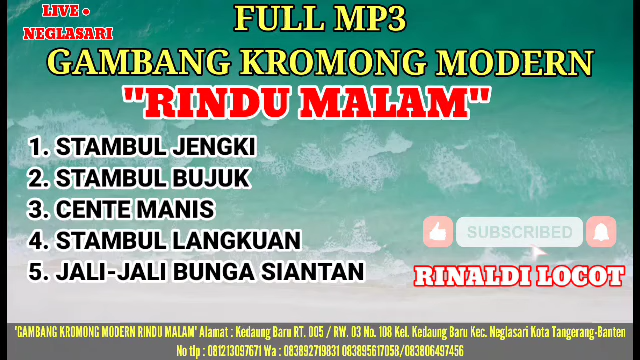 LIVE •
NEGLASARI
FULL MP3
GAMBANG KROMONG MODERN
"RINDU MALAM"
1. STAMBUL JENGKI
2. STAMBUL BUJUK
3. CENTE MANIS
4. STAMBUL LANGKUAN
5. JALI-JALI BUNGA SIANTAN
SUBSCRIBED
RINALDI LOCOT
"GAMBANG KROMONG MODERN RINDU MALAM" Alamat : Kedaung Baru RT. 005 / RW. 03 No. 108 Kel. Kedaung Baru Kec. Neglasari Kota Tangerang-Banten
No tlp : 081213097671 Wa : 083892719831 083895617058/083806497456